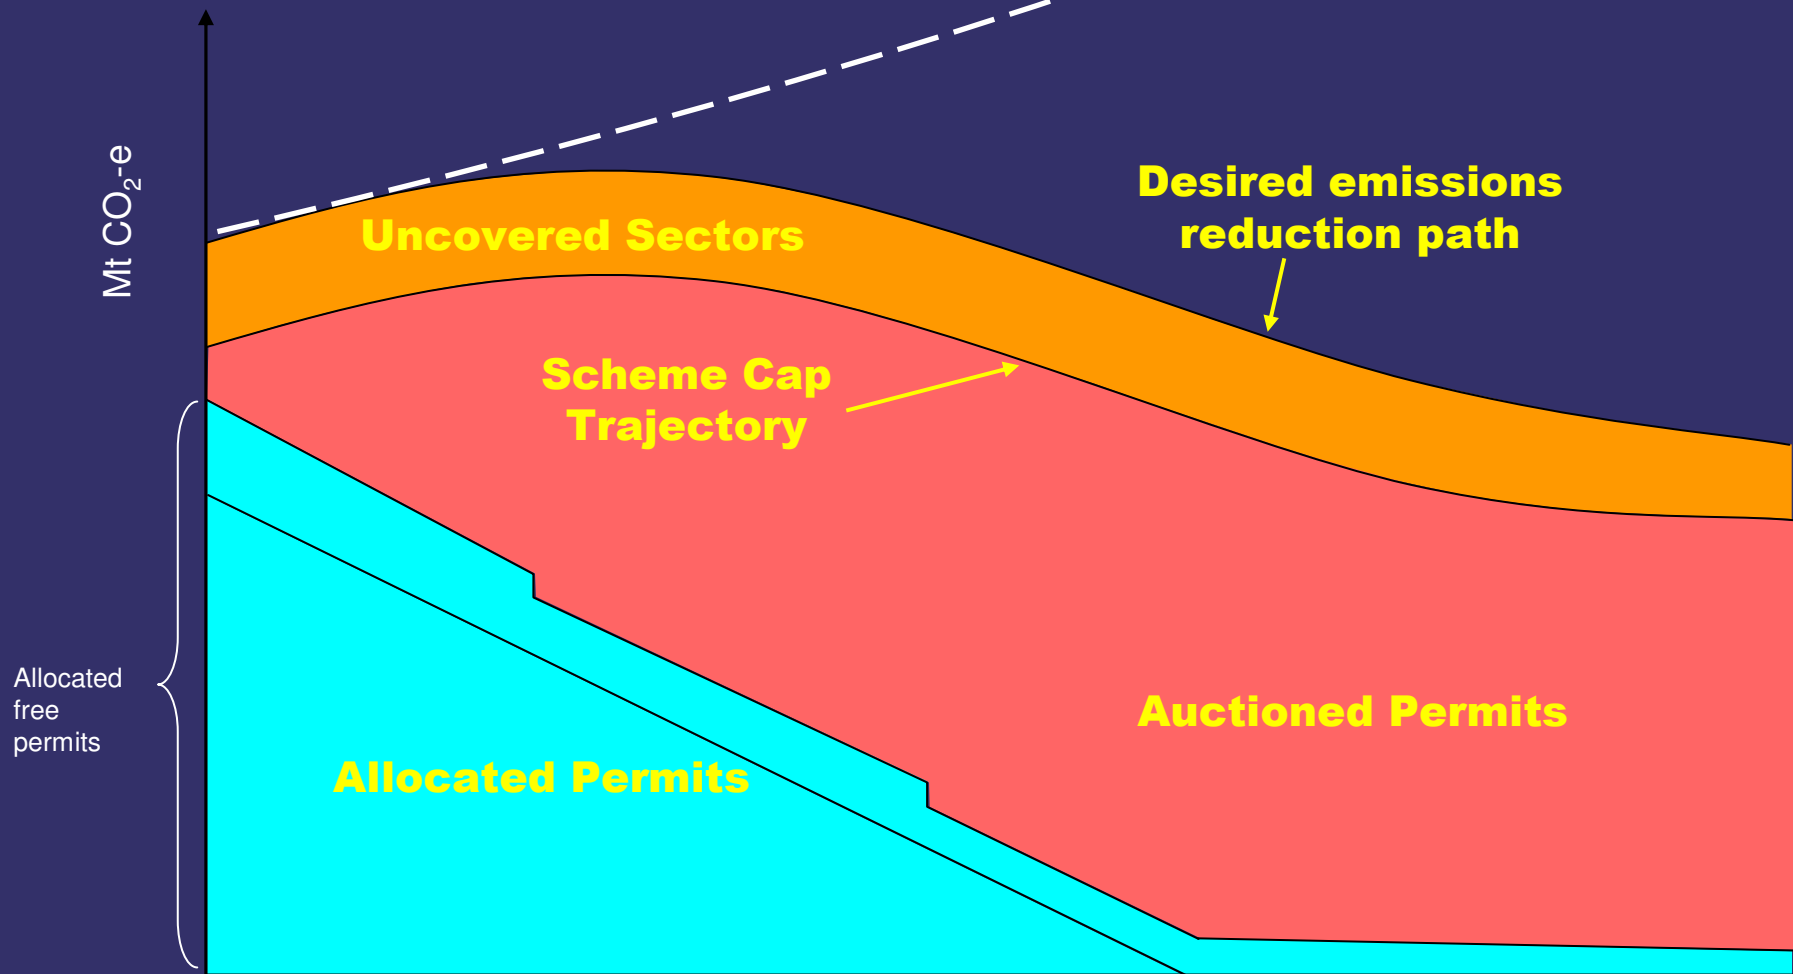 Mt CO₂-e
Desired emissions
reduction path
Uncovered Sectors
Scheme Cap
Trajectory
Allocated
free
permits
Auctioned Permits
Allocated Permits